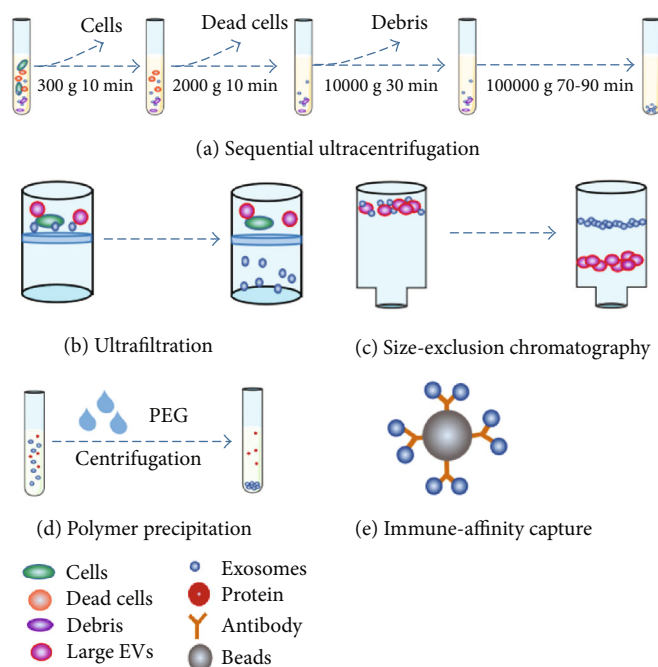 Cells
Dead cells
Debris
300 g 10 min
2000 g 10 min
10000 g 30 min
100000 g 70-90 min
(a) Sequential ultracentrifugation
(b) Ultrafiltration
(c) Size-exclusion chromatography
PEG
Centrifugation
(d) Polymer precipitation
(e) Immune-affinity capture
Cells
Dead cells
Debris
Large EVs
Exosomes
Protein
Antibody
Beads